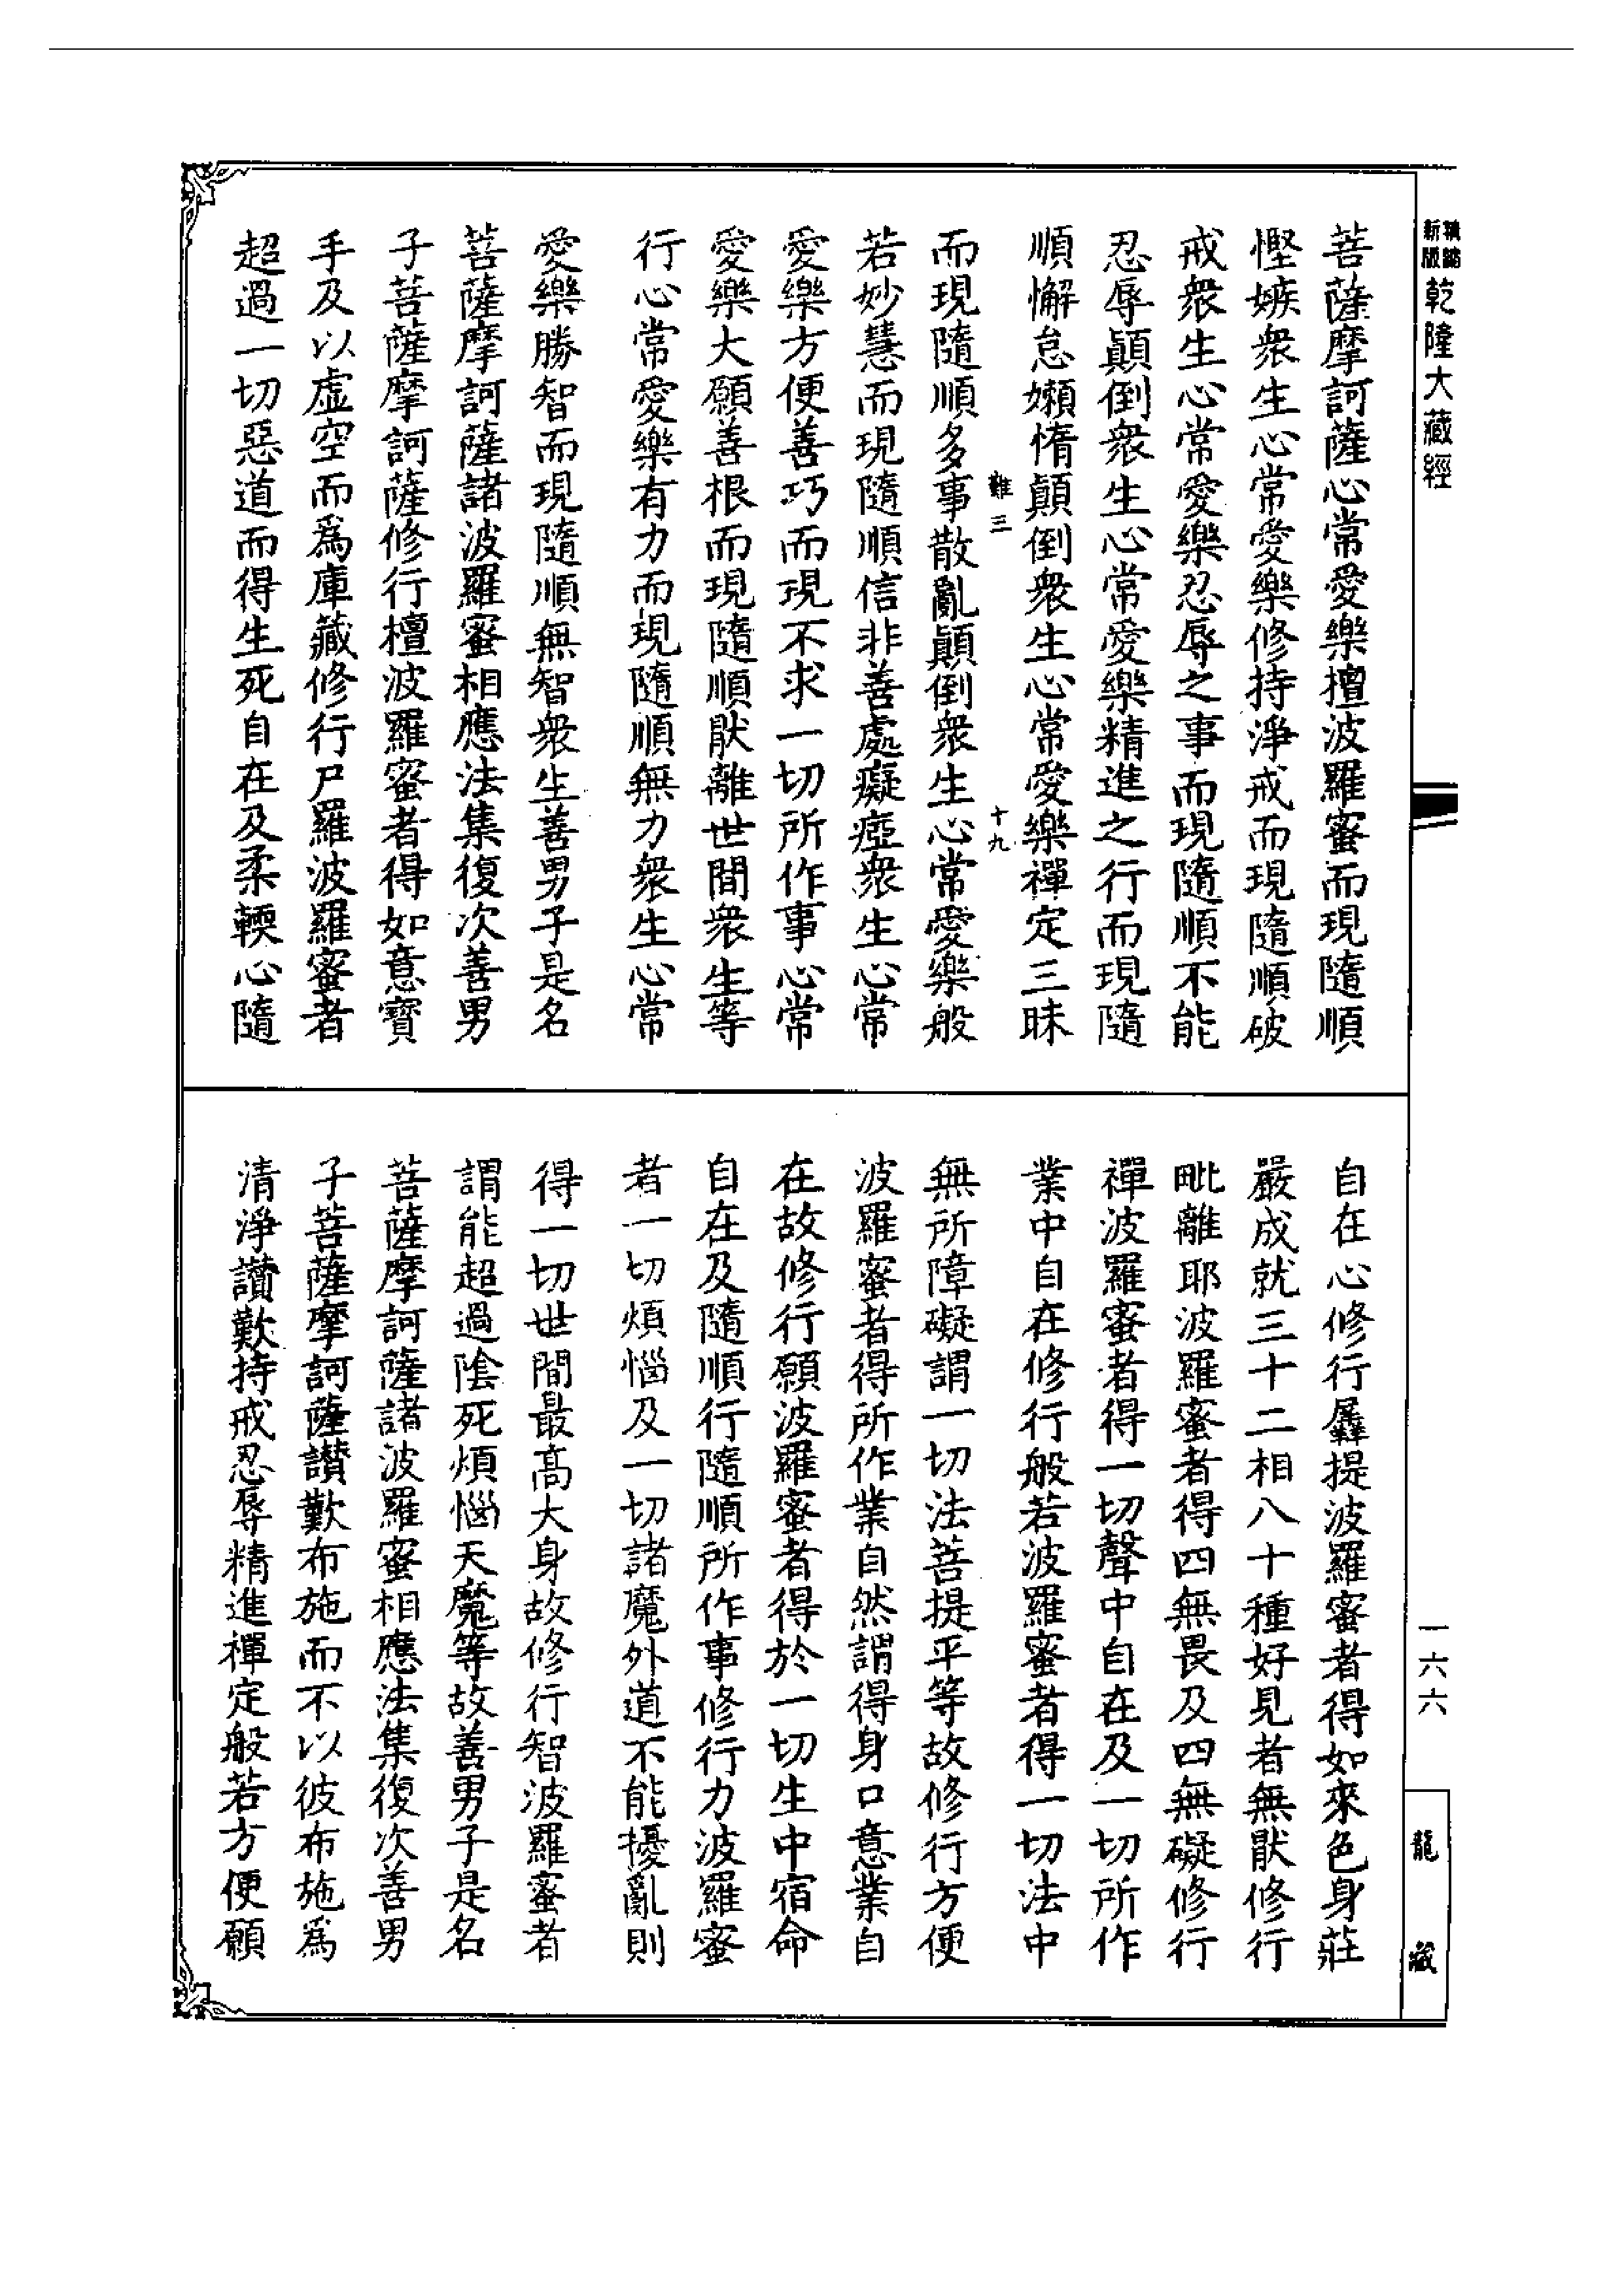 新版
乾隆大藏經
菩薩摩訶薩心常愛樂檀波羅蜜而現隨順
慳嫉衆生心常愛樂修持淨戒而現隨順破
戒衆生心常愛樂忍辱之事而現隨順不能
忍辱顚倒衆生心常愛樂精進之行而現隨
順懈怠嬾惰顚倒衆生心常愛樂禪定三昧
難三
十九
而現隨順多事散亂顚倒衆生心常愛樂般
若妙慧而現隨順信非善處癡瘂衆生心常
愛樂方便善巧而現不求一切所作事心常
愛樂大願善根而現隨順猒離世間衆生等
行心常愛樂有力而現隨順無力衆生心常
愛樂勝智而現隨順無智衆生善男子是名
菩薩摩訶薩諸波羅蜜相應法集復次善男
子菩薩摩訶薩修行檀波羅蜜者得如意寶
手及以虚空而爲庫藏修行尸羅波羅蜜者
超過一切惡道而得生死自在及柔輭心隨
自在心修行羼提波羅蜜者得如來色身莊
嚴成就三十二相八十種好見者無猒修行
毗離耶波羅蜜者得四無畏及四無礙修行
禪波羅蜜者得一切聲中自在及一切所作
業中自在修行般若波羅蜜者得一切法中
無所障礙謂一切法菩提平等故修行方便
波羅蜜者得所作業自然謂得身口意業自
在故修行願波羅蜜者得於一切生中宿命
自在及隨順行隨順所作事修行力波羅蜜
者一切煩惱及一切諸魔外道不能擾亂則
得一切世間最高大身故修行智波羅蜜者
謂能超過陰死煩惱天魔等故善男子是名
菩薩摩訶薩諸波羅蜜相應法集復次善男
子菩薩摩訶薩讚歎布施而不以彼布施爲
清淨讚歎持戒忍辱精進禪定般若方便願
一六六
龍藏